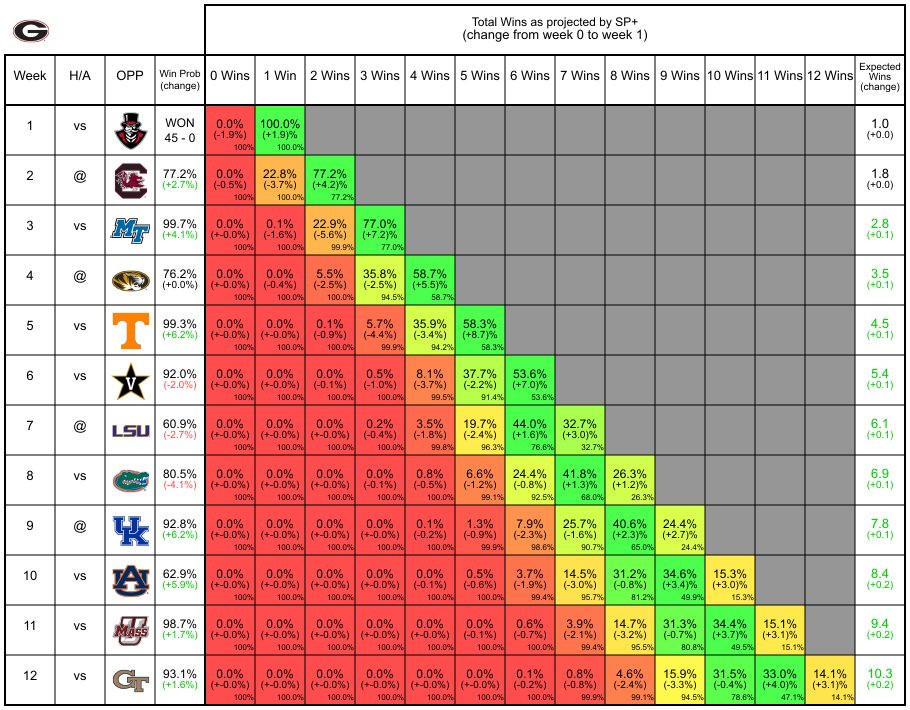 G
Total Wins as projected by SP+
(change from week 0 to week 1)
Week H/A OPP Win Prob (change) 0 Wins 1 Win 2 Wins 3 Wins 4 Wins 5 Wins 6 Wins 7 Wins 8 Wins 9 Wins 10 Wins 11 Wins 12 Wins Expected Wins (change)
1 vs WON 0.0% 100.0% 1.0
45 - 0 (-1.9%) (+1.9)% (+0.0)
100% 100.0%
2 @ C 77.2% 0.0% 22.8% 77.2% 1.8
(+2.7%) (-0.5%) (-3.7%) (+4.2)% (+0.0)
100% 100.0% 77.2%
3 vs MT 99.7% 0.0% 0.1% 22.9% 77.0% 2.8
(+4.1%) (+-0.0%) (-1.6%) (-5.6%) (+7.2)% (+0.1)
100% 100.0% 99.9% 77.0%
4 @ 76.2% 0.0% 0.0% 5.5% 35.8% 58.7% 3.5
(+0.0%) (+-0.0%) (-0.4%) (-2.5%) (-2.5%) (+5.5)% (+0.1)
100% 100.0% 100.0% 94.5% 58.7%
5 vs T 99.3% 0.0% 0.0% 0.1% 5.7% 35.9% 58.3% 4.5
(+6.2%) (+-0.0%) (+-0.0%) (-0.9%) (-4.4%) (-3.4%) (+8.7)% (+0.1)
100% 100.0% 100.0% 99.9% 94.2% 58.3%
6 vs V 92.0% 0.0% 0.0% 0.0% 0.5% 8.1% 37.7% 53.6% 5.4
(-2.0%) (+-0.0%) (+-0.0%) (-0.1%) (-1.0%) (-3.7%) (-2.2%) (+7.0)% (+0.1)
100% 100.0% 100.0% 100.0% 99.5% 91.4% 53.6%
7 @ LSU 60.9% 0.0% 0.0% 0.0% 0.2% 3.5% 19.7% 44.0% 32.7% 6.1
(-2.7%) (+-0.0%) (+-0.0%) (+-0.0%) (-0.4%) (-1.8%) (-2.4%) (+1.6)% (+3.0)% (+0.1)
100% 100.0% 100.0% 100.0% 99.8% 96.3% 76.6% 32.7%
8 vs 80.5% 0.0% 0.0% 0.0% 0.0% 0.8% 6.6% 24.4% 41.8% 26.3% 6.9
(-4.1%) (+-0.0%) (+-0.0%) (+-0.0%) (-0.1%) (-0.5%) (-1.2%) (-0.8%) (+1.3)% (+1.2)% (+0.1)
100% 100.0% 100.0% 100.0% 100.0% 99.1% 92.5% 68.0% 26.3%
9 @ UK 92.8% 0.0% 0.0% 0.0% 0.0% 0.1% 1.3% 7.9% 25.7% 40.6% 24.4% 7.8
(+6.2%) (+-0.0%) (+-0.0%) (+-0.0%) (+-0.0%) (-0.2%) (-0.9%) (-2.3%) (-1.6%) (+2.3)% (+2.7)% (+0.1)
100% 100.0% 100.0% 100.0% 100.0% 99.9% 98.6% 90.7% 65.0% 24.4%
10 vs AU 62.9% 0.0% 0.0% 0.0% 0.0% 0.0% 0.5% 3.7% 14.5% 31.2% 34.6% 15.3% 8.4
(+5.9%) (+-0.0%) (+-0.0%) (+-0.0%) (+-0.0%) (-0.1%) (-0.6%) (-1.9%) (-3.0%) (-0.8%) (+3.4)% (+3.0)% (+0.2)
100% 100.0% 100.0% 100.0% 100.0% 100.0% 99.4% 95.7% 81.2% 49.9% 15.3%
11 vs U MASS 98.7% 0.0% 0.0% 0.0% 0.0% 0.0% 0.0% 0.6% 3.9% 14.7% 31.3% 34.4% 15.1% 9.4
(+1.7%) (+-0.0%) (+-0.0%) (+-0.0%) (+-0.0%) (+-0.0%) (-0.1%) (-0.7%) (-2.1%) (-3.2%) (-0.7%) (+3.7)% (+3.1)% (+0.2)
100% 100.0% 100.0% 100.0% 100.0% 100.0% 100.0% 99.4% 95.5% 80.8% 49.5% 15.1%
12 vs GT 93.1% 0.0% 0.0% 0.0% 0.0% 0.0% 0.0% 0.1% 0.8% 4.6% 15.9% 31.5% 33.0% 14.1% 10.3
(+1.6%) (+-0.0%) (+-0.0%) (+-0.0%) (+-0.0%) (+-0.0%) (+-0.0%) (-0.2%) (-0.8%) (-2.4%) (-3.3%) (-0.4%) (+4.0)% (+3.1)% (+0.2)
100% 100.0% 100.0% 100.0% 100.0% 100.0% 100.0% 99.9% 99.1% 94.5% 78.6% 47.1% 14.1%